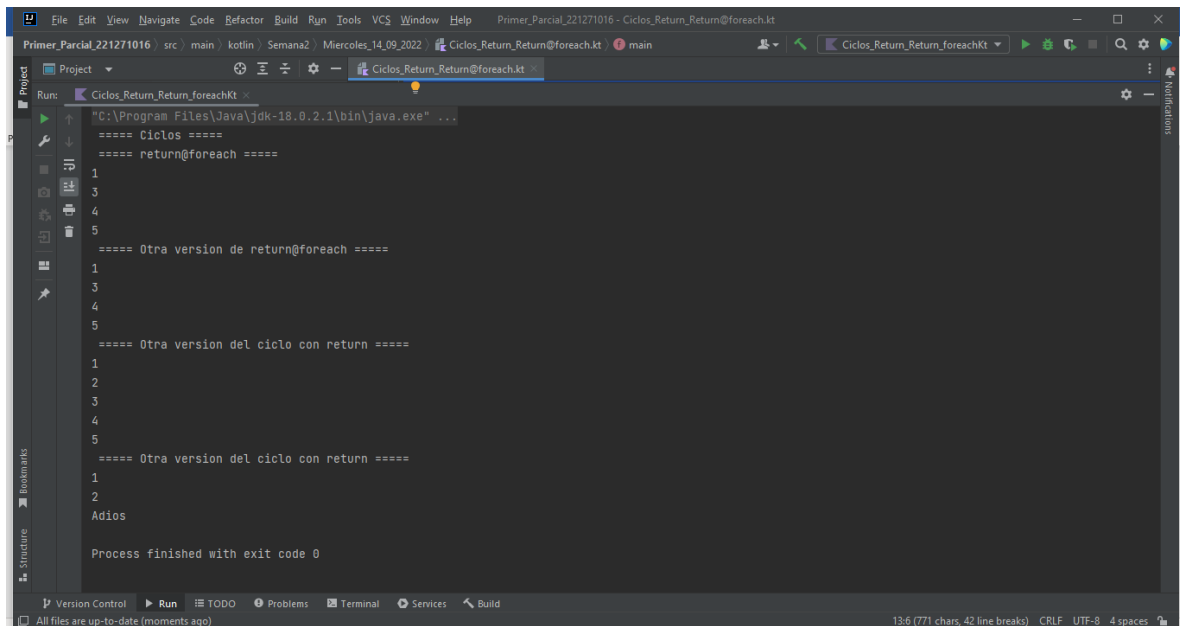 File Edit View Navigate Code Refactor Build Run Tools VCS Window Help Primer_Parcial_221271016 - Ciclos_Return_Return@foreach.kt
Primer_Parcial_221271016 src main kotlin Semana2 Miercoles_14_09_2022 Ciclos_Return_Return@foreach.kt main Ciclos_Return_Return_foreachKt
Project Project Ciclos_Return_Return@foreach.kt
Run: Ciclos_Return_Return_foreachKt
Notifications
"C:\Program Files\Java\jdk-18.0.2.1\bin\java.exe" ...
===== Ciclos =====
===== return@foreach =====
1
3
4
5
===== Otra version de return@foreach =====
1
3
4
5
===== Otra version del ciclo con return =====
1
2
3
4
5
===== Otra version del ciclo con return =====
1
2
Adios
Process finished with exit code 0
Bookmarks
Structure
Version Control Run TODO Problems Terminal Services Build
All files are up-to-date (moments ago) 13:6 (771 chars, 42 line breaks) CRLF UTF-8 4 spaces